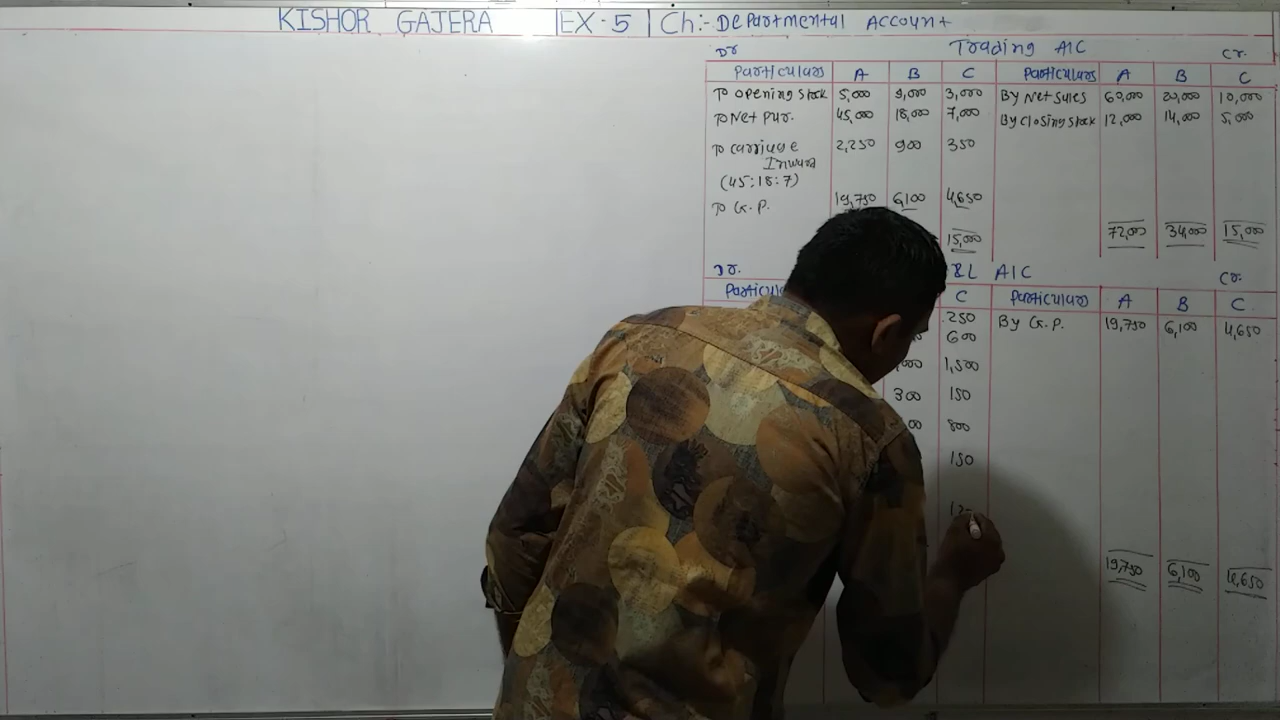 KISHOR GAJERA EX-5 Ch:- Departmental Account
Dr Trading A/C Cr.
Particulars A B C Particulars A B C
To Opening Stock 5,000 9,000 3,000 By Net Sales 60,000 20,000 10,000
To Net Pur. 45,000 18,000 7,000 By Closing Stock 12,000 14,000 5,000
To Carriage 2,250 900 350
Inward
(45:18:7)
To G.P. 19,750 6,100 4,650
15,000 72,000 34,000 15,000
Dr. &L A/C Cr.
C Particulars A B C
250 By G.P. 19,750 6,100 4,650
600
1,500
300 150
800
150
19,750 6,100 4,650